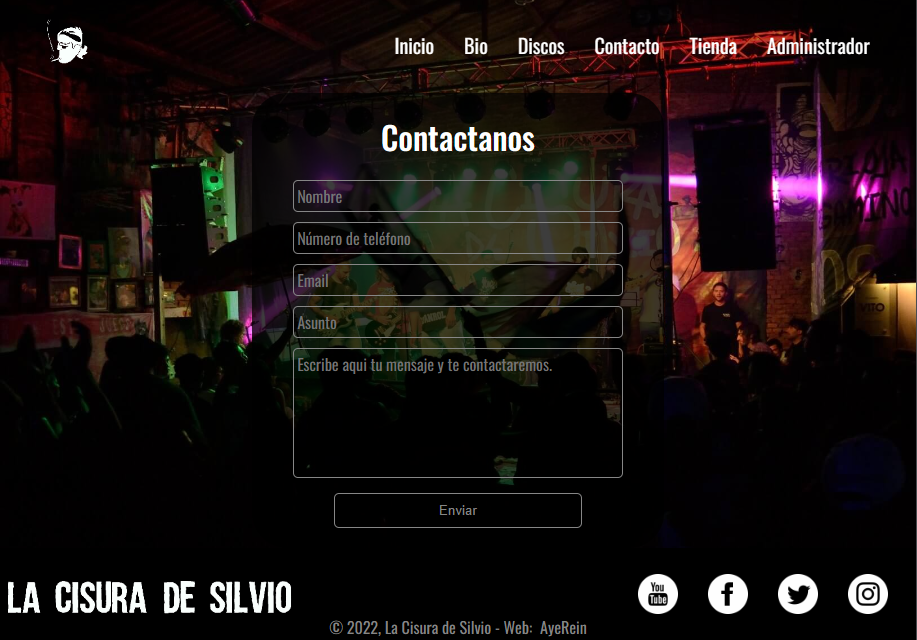 Inicio Bio Discos Contacto Tienda Administrador
Contactanos
Nombre
Número de teléfono
Email
Asunto
Escribe aqui tu mensaje y te contactaremos.
Enviar
VITO
LA CISURA DE SILVIO
You
Tube
© 2022, La Cisura de Silvio - Web: AyeRein